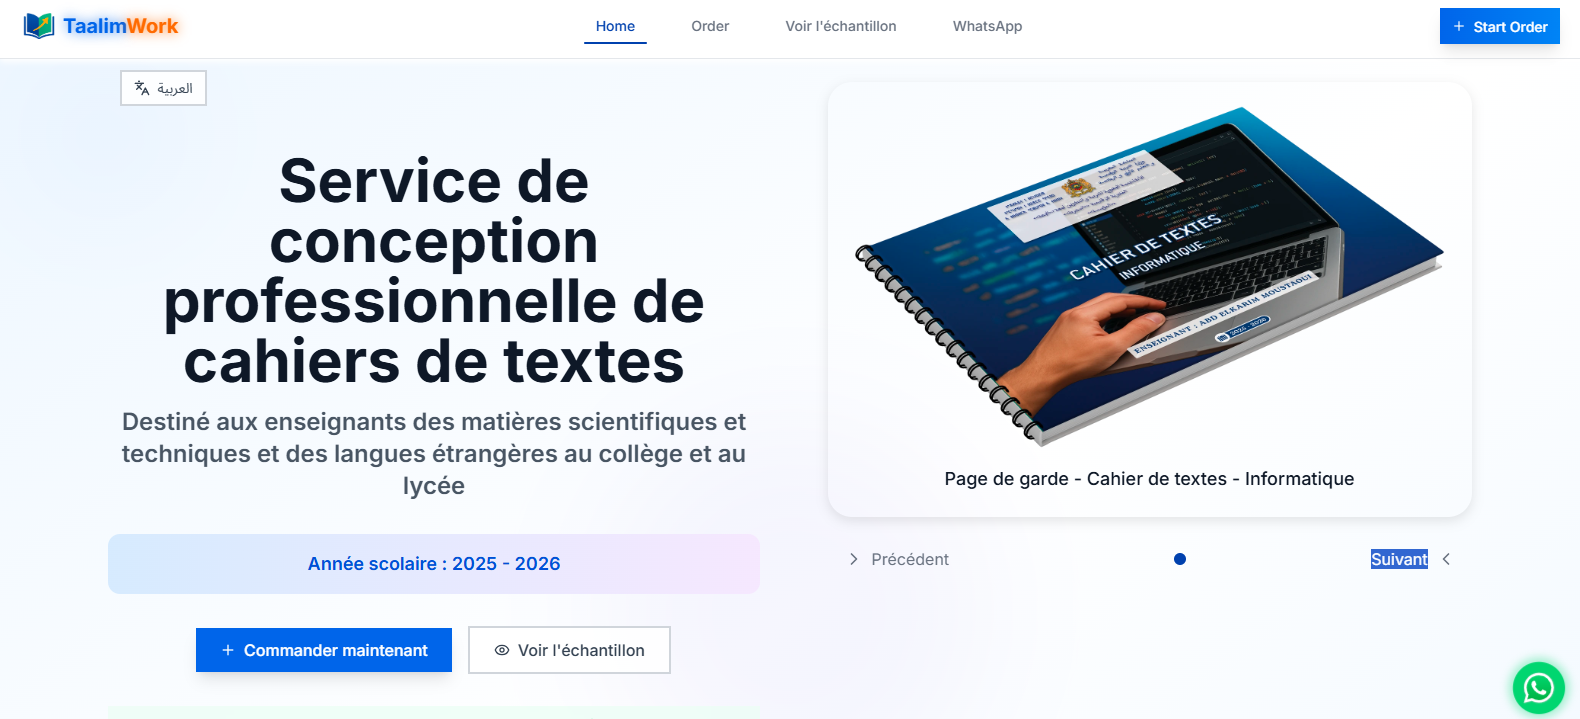 TaalimWork
Home
Order
Voir l'échantillon
WhatsApp
Start Order
العربية
Service de
conception
professionnelle de
cahiers de textes
Destiné aux enseignants des matières scientifiques et
techniques et des langues étrangères au collège et au
lycée
Année scolaire : 2025 - 2026
Commander maintenant
Voir l'échantillon
CAHIER DE TEXTES
INFORMATIQUE
ENSEIGNANT : ABD ELKARIM MOUSTAOUI
2025 - 2026
Page de garde - Cahier de textes - Informatique
Précédent
Suivant